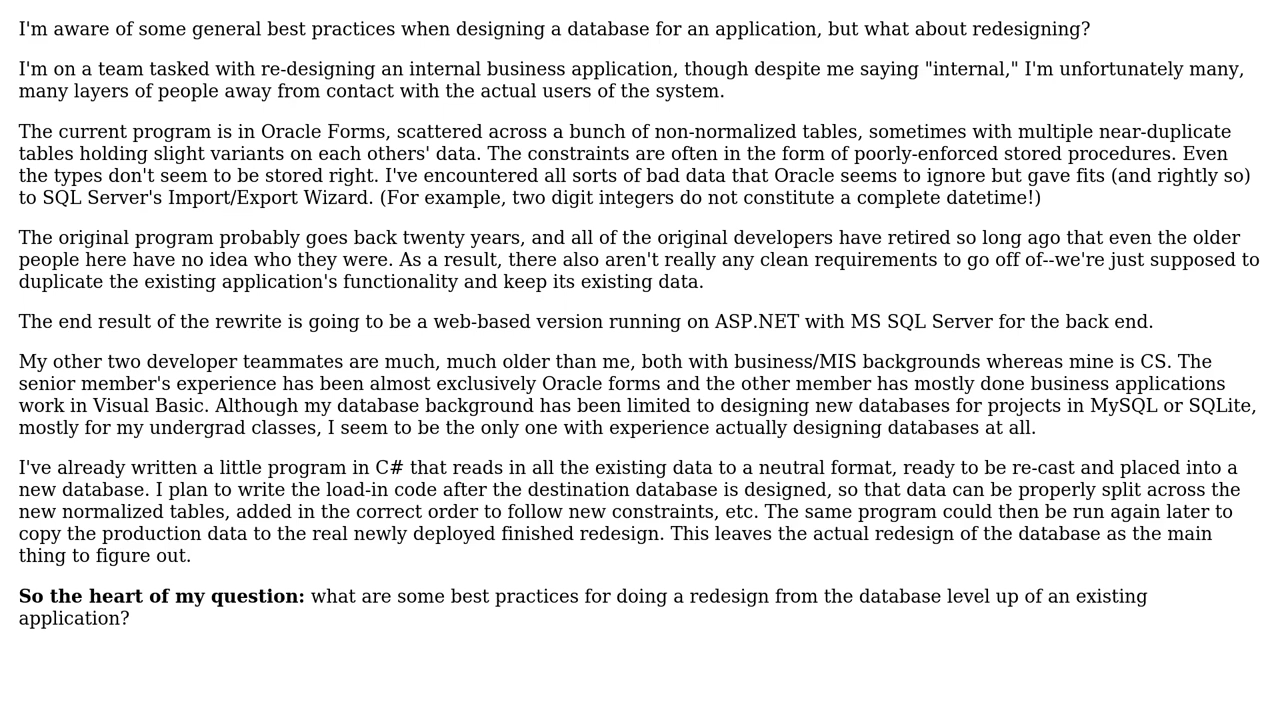 I'm aware of some general best practices when designing a database for an application, but what about redesigning?
I'm on a team tasked with re-designing an internal business application, though despite me saying "internal," I'm unfortunately many,
many layers of people away from contact with the actual users of the system.
The current program is in Oracle Forms, scattered across a bunch of non-normalized tables, sometimes with multiple near-duplicate
tables holding slight variants on each others' data. The constraints are often in the form of poorly-enforced stored procedures. Even
the types don't seem to be stored right. I've encountered all sorts of bad data that Oracle seems to ignore but gave fits (and rightly so)
to SQL Server's Import/Export Wizard. (For example, two digit integers do not constitute a complete datetime!)
The original program probably goes back twenty years, and all of the original developers have retired so long ago that even the older
people here have no idea who they were. As a result, there also aren't really any clean requirements to go off of--we're just supposed to
duplicate the existing application's functionality and keep its existing data.
The end result of the rewrite is going to be a web-based version running on ASP.NET with MS SQL Server for the back end.
My other two developer teammates are much, much older than me, both with business/MIS backgrounds whereas mine is CS. The
senior member's experience has been almost exclusively Oracle forms and the other member has mostly done business applications
work in Visual Basic. Although my database background has been limited to designing new databases for projects in MySQL or SQLite,
mostly for my undergrad classes, I seem to be the only one with experience actually designing databases at all.
I've already written a little program in C# that reads in all the existing data to a neutral format, ready to be re-cast and placed into a
new database. I plan to write the load-in code after the destination database is designed, so that data can be properly split across the
new normalized tables, added in the correct order to follow new constraints, etc. The same program could then be run again later to
copy the production data to the real newly deployed finished redesign. This leaves the actual redesign of the database as the main
thing to figure out.
So the heart of my question: what are some best practices for doing a redesign from the database level up of an existing
application?